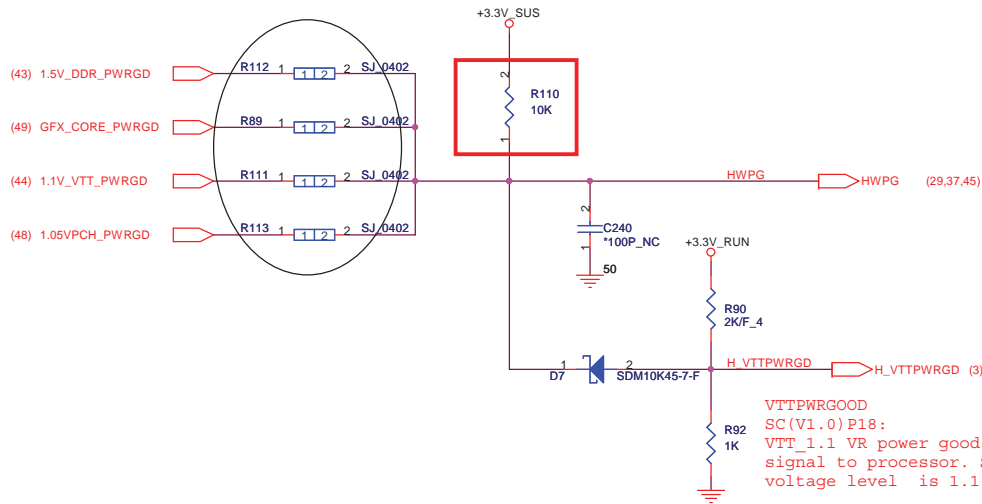 +3.3V_SUS
(43) 1.5V_DDR_PWRGD R112 1 1 2 2 SJ_0402
R110
10K
2
1
(49) GFX_CORE_PWRGD R89 1 1 2 2 SJ_0402
(44) 1.1V_VTT_PWRGD R111 1 1 2 2 SJ_0402
HWPG HWPG (29,37,45)
(48) 1.05VPCH_PWRGD R113 1 1 2 2 SJ_0402
2
1
C240
*100P_NC
50
+3.3V_RUN
R90
2K/F_4
D7 1 2 SDM10K45-7-F
H_VTTPWRGD H_VTTPWRGD (3)
R92
1K
VTTPWRGOOD
SC(V1.0)P18:
VTT_1.1 VR power good
signal to processor.
voltage level is 1.1